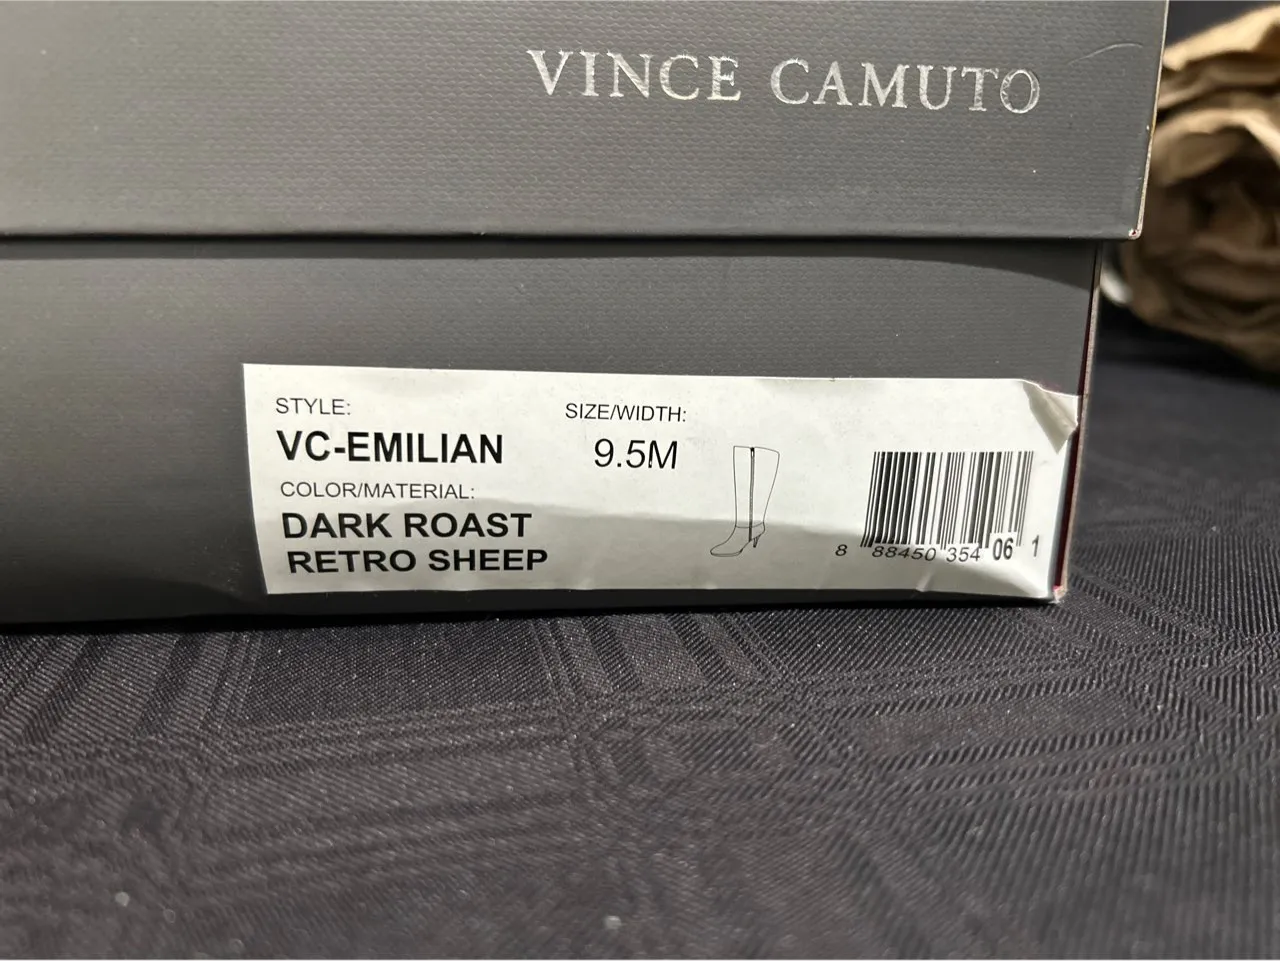 VINCE CAMUTO
STYLE:
VC-EMILIAN
SIZE/WIDTH:
9.5M
COLOR/MATERIAL:
DARK ROAST
RETRO SHEEP
8 88450 354 06 1